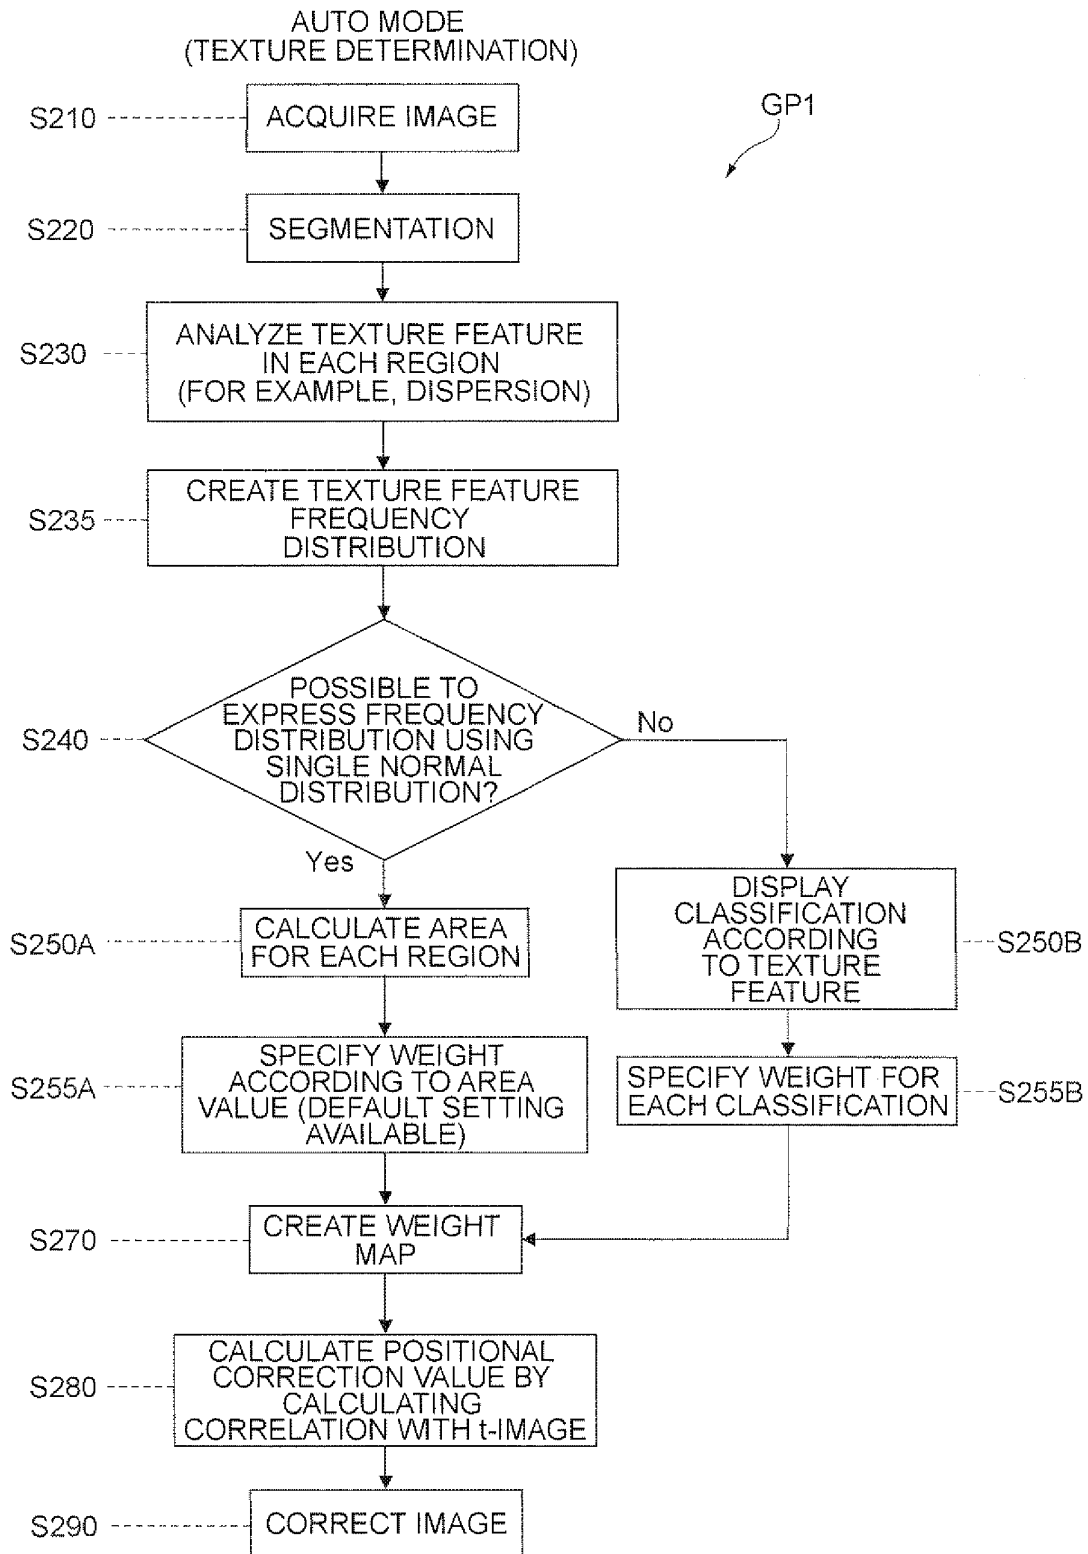 AUTO MODE
(TEXTURE DETERMINATION)
GP1
S210
ACQUIRE IMAGE
S220
SEGMENTATION
S230
ANALYZE TEXTURE FEATURE
IN EACH REGION
(FOR EXAMPLE, DISPERSION)
S235
CREATE TEXTURE FEATURE
FREQUENCY
DISTRIBUTION
S240
POSSIBLE TO
EXPRESS FREQUENCY
DISTRIBUTION USING
SINGLE NORMAL
DISTRIBUTION?
No
Yes
S250A
CALCULATE AREA
FOR EACH REGION
DISPLAY
CLASSIFICATION
ACCORDING
TO TEXTURE
FEATURE
S250B
S255A
SPECIFY WEIGHT
ACCORDING TO AREA
VALUE (DEFAULT SETTING
AVAILABLE)
SPECIFY WEIGHT FOR
EACH CLASSIFICATION
S255B
S270
CREATE WEIGHT
MAP
S280
CALCULATE POSITIONAL
CORRECTION VALUE BY
CALCULATING
CORRELATION WITH t-IMAGE
S290
CORRECT IMAGE